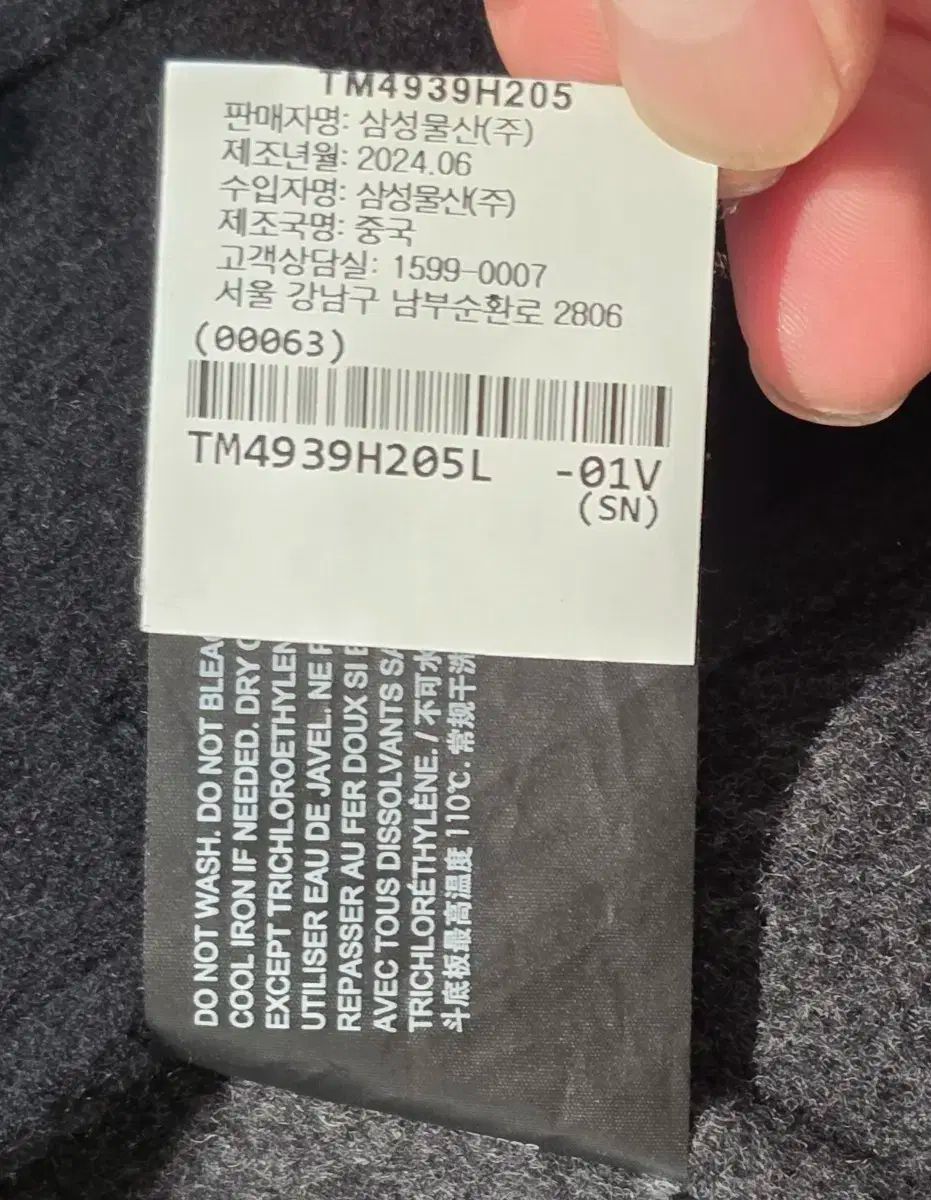 TM4939H205
판매자명: 삼성물산(주)
제조년월: 2024.06
수입자명: 삼성물산(주)
제조국명: 중국
고객상담실: 1599-0007
서울 강남구 남부순환로 2806
(00063)
TM4939H205L -01V
(SN)
DO NOT WASH. DO NOT BLEAC
COOL IRON IF NEEDED. DRY
EXCEPT TRICHLOROETHYLEN
UTILISER EAU DE JAVEL. NE
REPASSER AU FER DOUX SI
AVEC TOUS DISSOLVANTS SA
TRICHLORÉTHYLÈNE. / 不可水
斗底板最高温度 110℃. 常规干洗